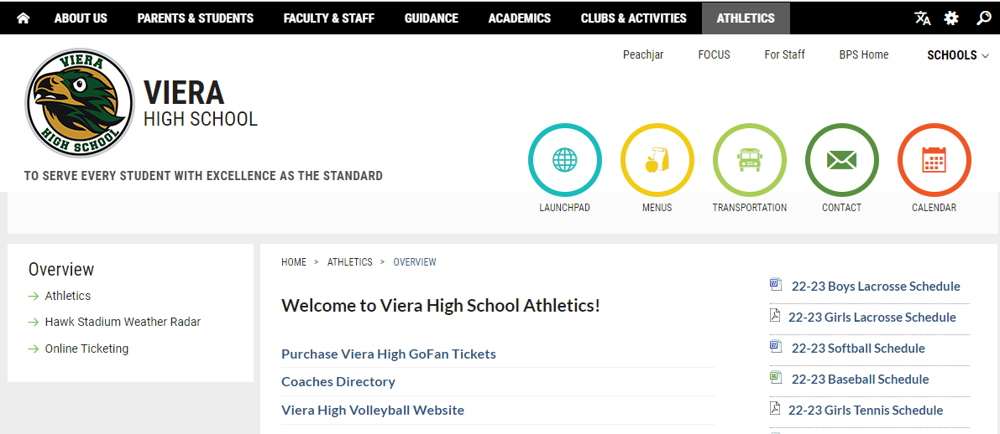 ABOUT US PARENTS & STUDENTS FACULTY & STAFF GUIDANCE ACADEMICS CLUBS & ACTIVITIES ATHLETICS
Peachjar FOCUS For Staff BPS Home SCHOOLS
VIERA
HIGH SCHOOL
VIERA
HIGH SCHOOL
TO SERVE EVERY STUDENT WITH EXCELLENCE AS THE STANDARD
LAUNCHPAD MENUS TRANSPORTATION CONTACT CALENDAR
Overview
Athletics
Hawk Stadium Weather Radar
Online Ticketing
HOME > ATHLETICS > OVERVIEW
Welcome to Viera High School Athletics!
Purchase Viera High GoFan Tickets
Coaches Directory
Viera High Volleyball Website
22-23 Boys Lacrosse Schedule
22-23 Girls Lacrosse Schedule
22-23 Softball Schedule
22-23 Baseball Schedule
22-23 Girls Tennis Schedule